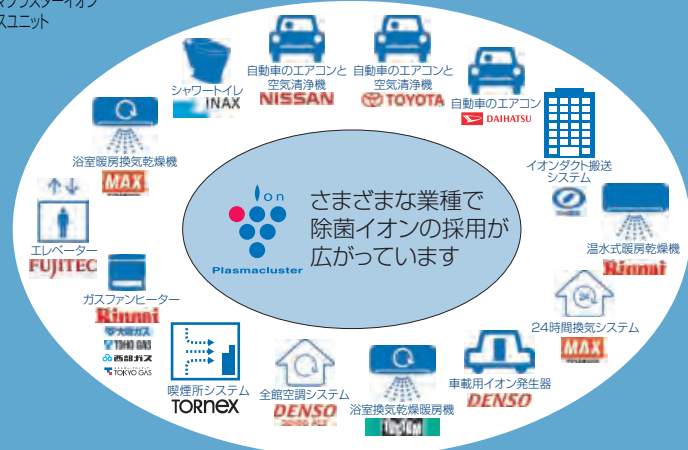 マクラスターイオン
スユニット
シャワートイレ
INAX
自動車のエアコンと
空気清浄機
NISSAN
自動車のエアコンと
空気清浄機
TOYOTA
自動車のエアコン
DAIHATSU
イオンダクト搬送
システム
温水式暖房乾燥機
Rinnai
24時間換気システム
MAX
車載用イオン発生器
DENSO
浴室換気乾燥暖房機
全館空調システム
DENSO
喫煙所システム
TORNEX
ガスファンヒーター
Rinnai
大阪ガス
TOHO GAS
西部ガス
TOKYO GAS
エレベーター
FUJITEC
浴室暖房換気乾燥機
MAX
ion
Plasmacluster
さまざまな業種で
除菌イオンの採用が
広がっています